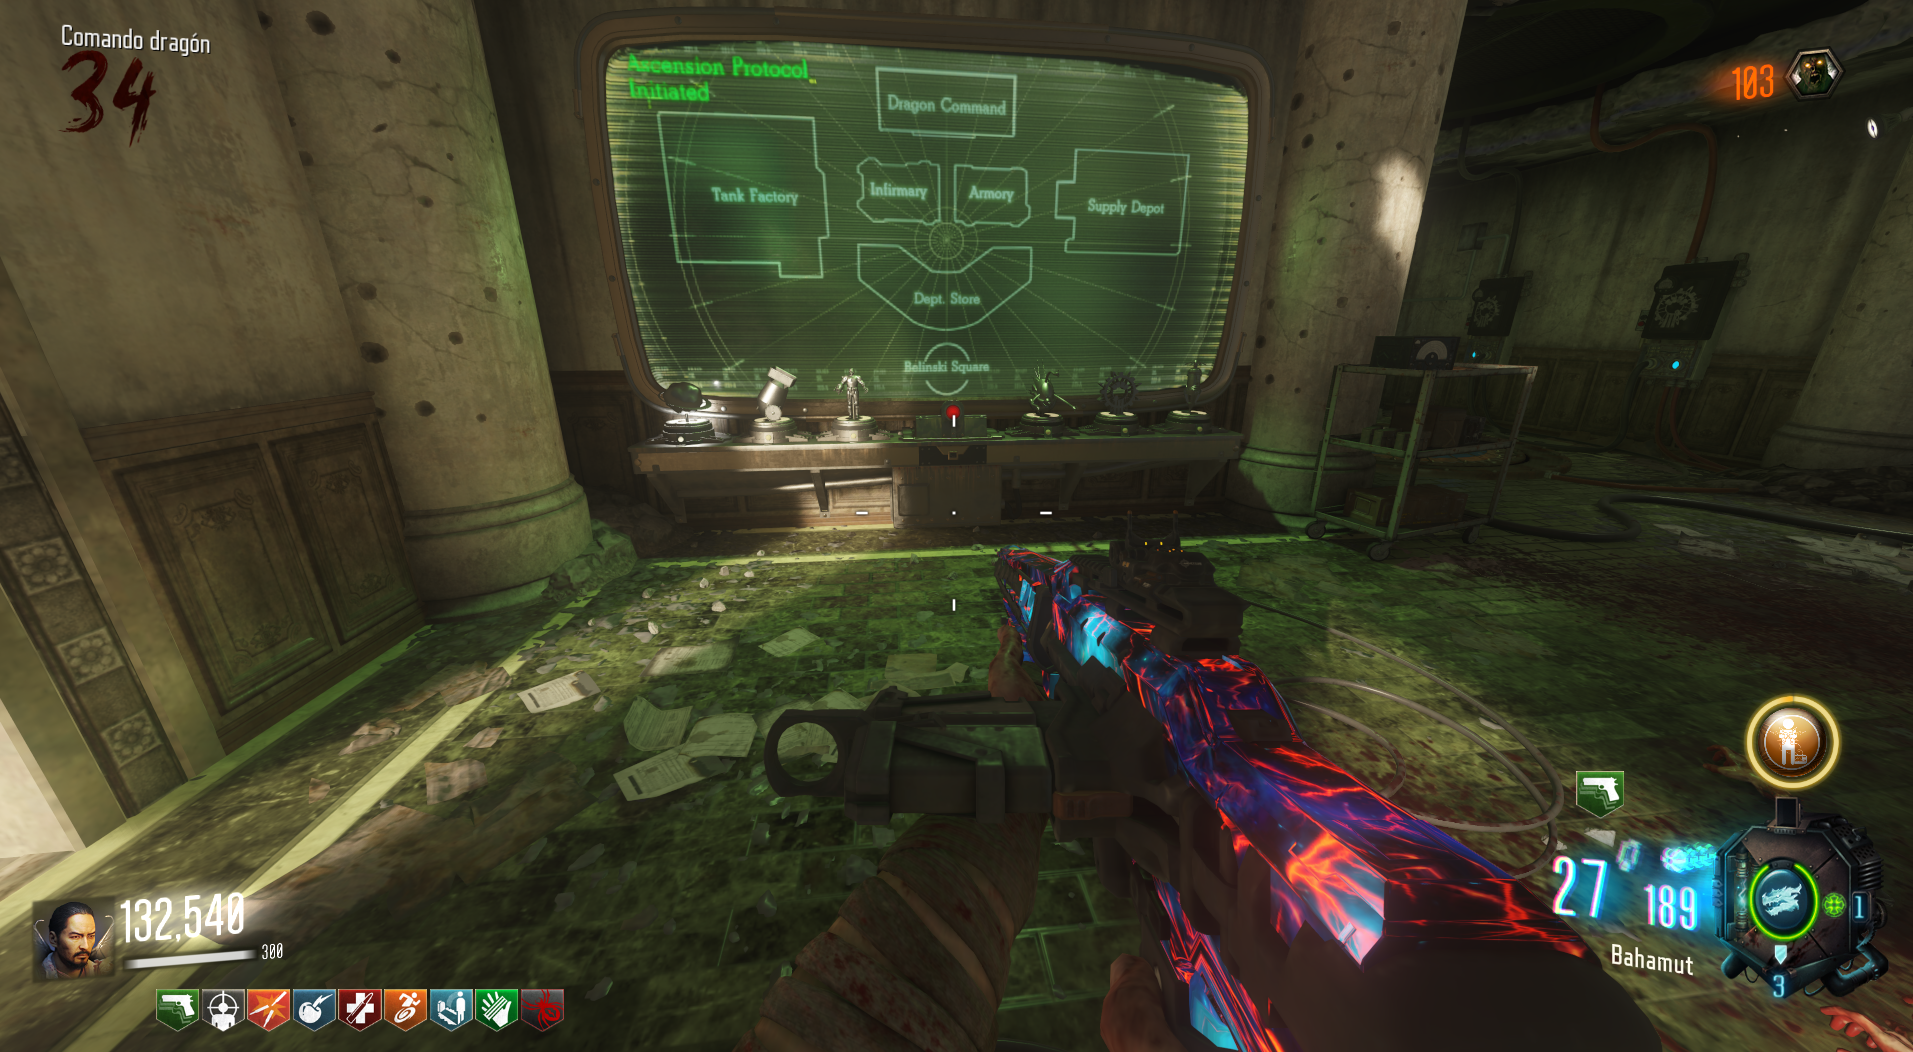 Comando dragón
34
Ascension Protocol
Initiated
103
Dragon Command
Tank Factory
Infirmary
Armory
Supply Depot
Dept. Store
Belinski Square
132,540
300
27
189
1
Bahamut
3